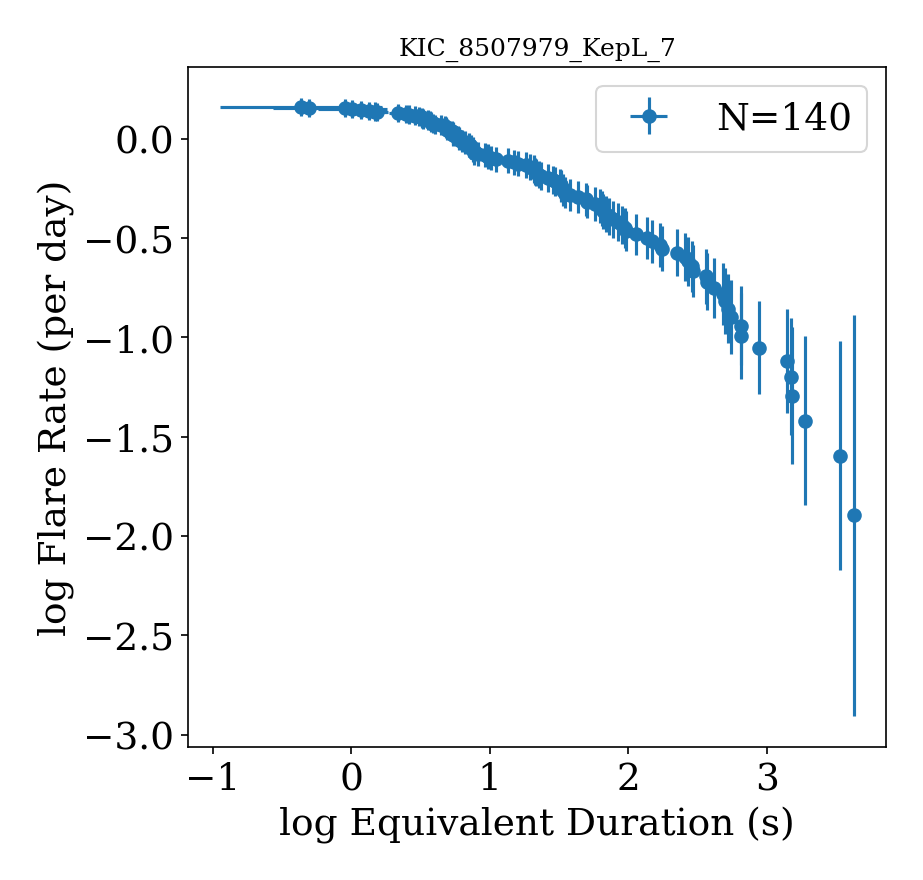 KIC_8507979_KepL_7
N=140
log Flare Rate (per day)
0.0
−0.5
−1.0
−1.5
−2.0
−2.5
−3.0
−1 0 1 2 3
log Equivalent Duration (s)